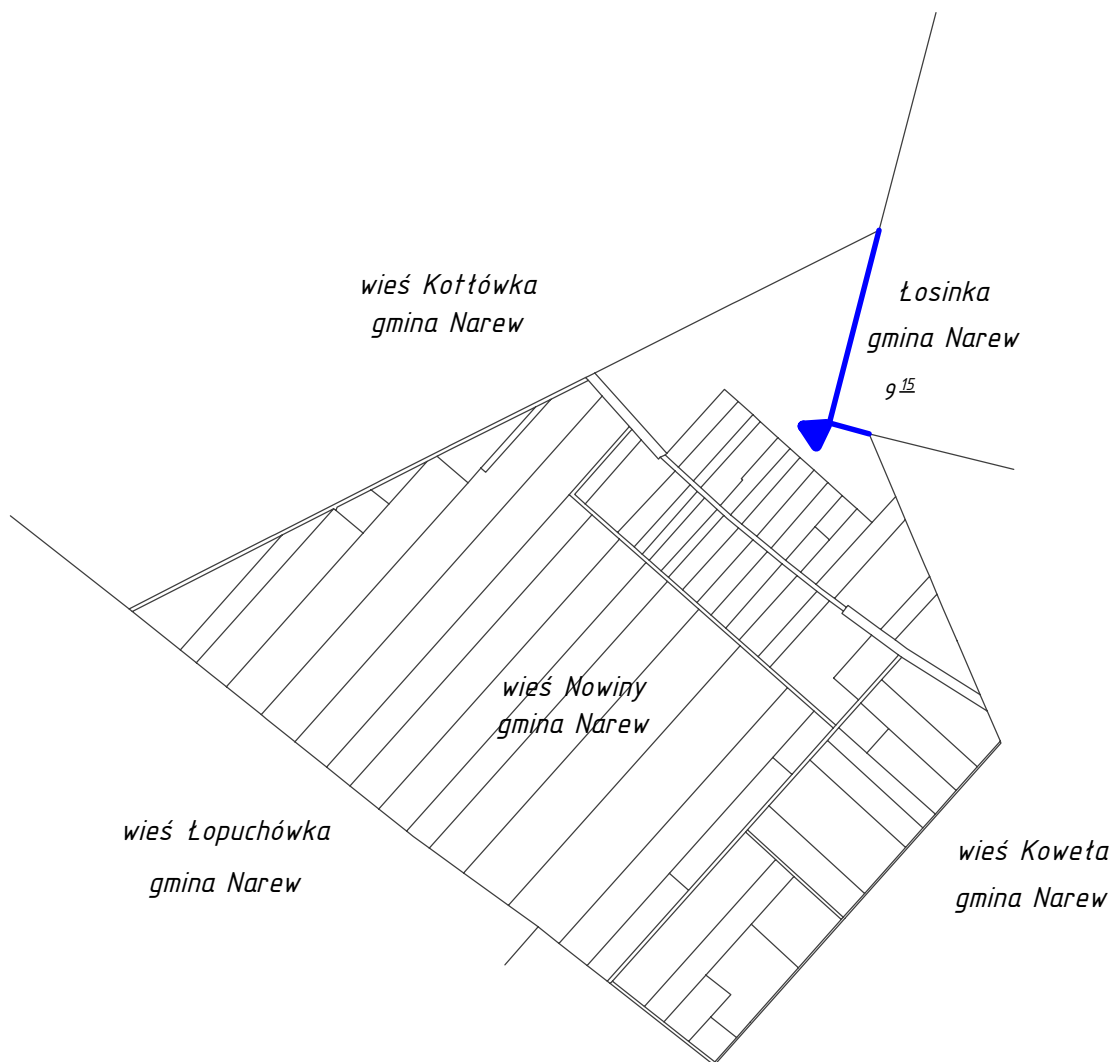 wieś Kotłówka
gmina Narew
Łosinka
gmina Narew
9 15
wieś Nowiny
gmina Narew
wieś Łopuchówka
gmina Narew
wieś Koweła
gmina Narew